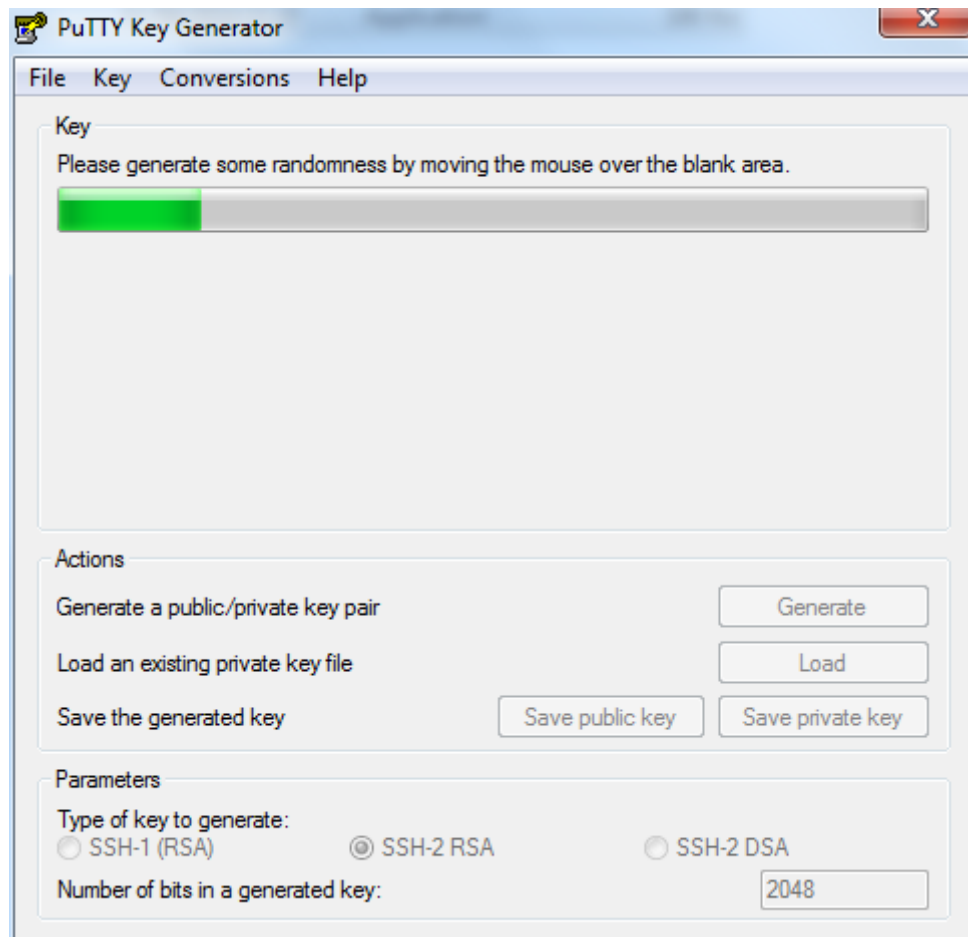 PuTTY Key Generator
File Key Conversions Help
Key
Please generate some randomness by moving the mouse over the blank area.
Actions
Generate a public/private key pair Generate
Load an existing private key file Load
Save the generated key Save public key Save private key
Parameters
Type of key to generate:
SSH-1 (RSA) SSH-2 RSA SSH-2 DSA
Number of bits in a generated key: 2048